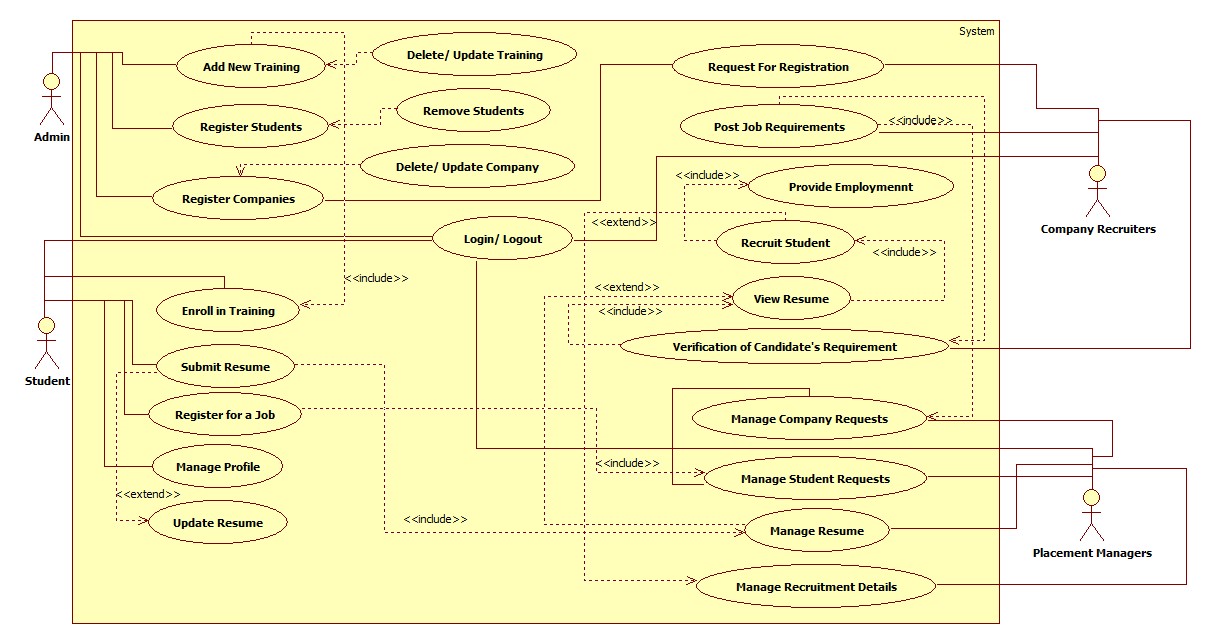 System
Add New Training
Delete/ Update Training
Request For Registration
Admin
Register Students
Remove Students
Post Job Requirements
<<include>>
Delete/ Update Company
<<include>>
Provide Employmennt
Register Companies
Company Recruiters
<<extend>>
Login/ Logout
Recruit Student
<<include>>
<<include>>
<<extend>>
View Resume
Enroll in Training
<<include>>
Verification of Candidate's Requirement
Student
Submit Resume
Register for a Job
Manage Company Requests
<<include>>
Manage Profile
Manage Student Requests
<<extend>>
Update Resume
<<include>>
Manage Resume
Placement Managers
Manage Recruitment Details